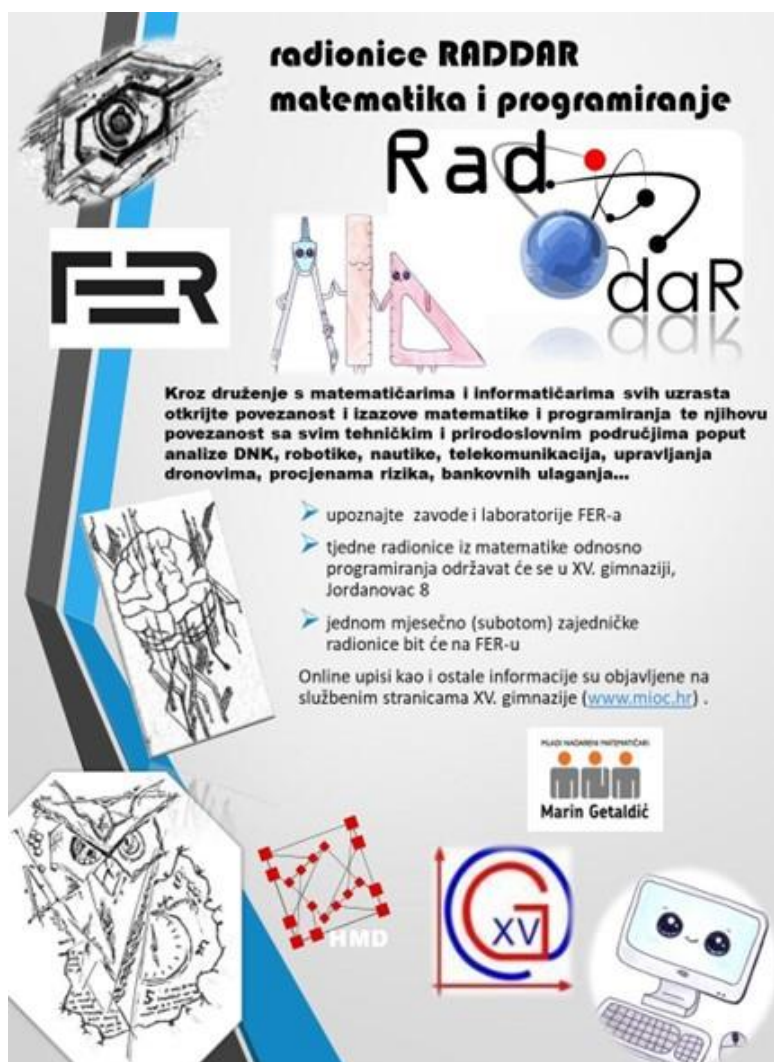 radionice RADDAR
matematika i programiranje
Rad
daR
FER
Kroz druženje s matematičarima i informatičarima svih uzrasta
otkrijte povezanost i izazove matematike i programiranja te njihovu
povezanost sa svim tehničkim i prirodoslovnim područjima poput
analize DNK, robotike, nautike, telekomunikacija, upravljanja
dronovima, procjenama rizika, bankovnih ulaganja...
upoznajte zavode i laboratorije FER-a
tjedne radionice iz matematike odnosno
programiranja održavat će se u XV. gimnaziji,
Jordanovac 8
jednom mjesečno (subotom) zajedničke
radionice bit će na FER-u
Online upisi kao i ostale informacije su objavljene na
službenim stranicama XV. gimnazije (www.mioc.hr) .
MLADI NADARENI MATEMATIČARI
Marin Getaldić
HMD
G
XV